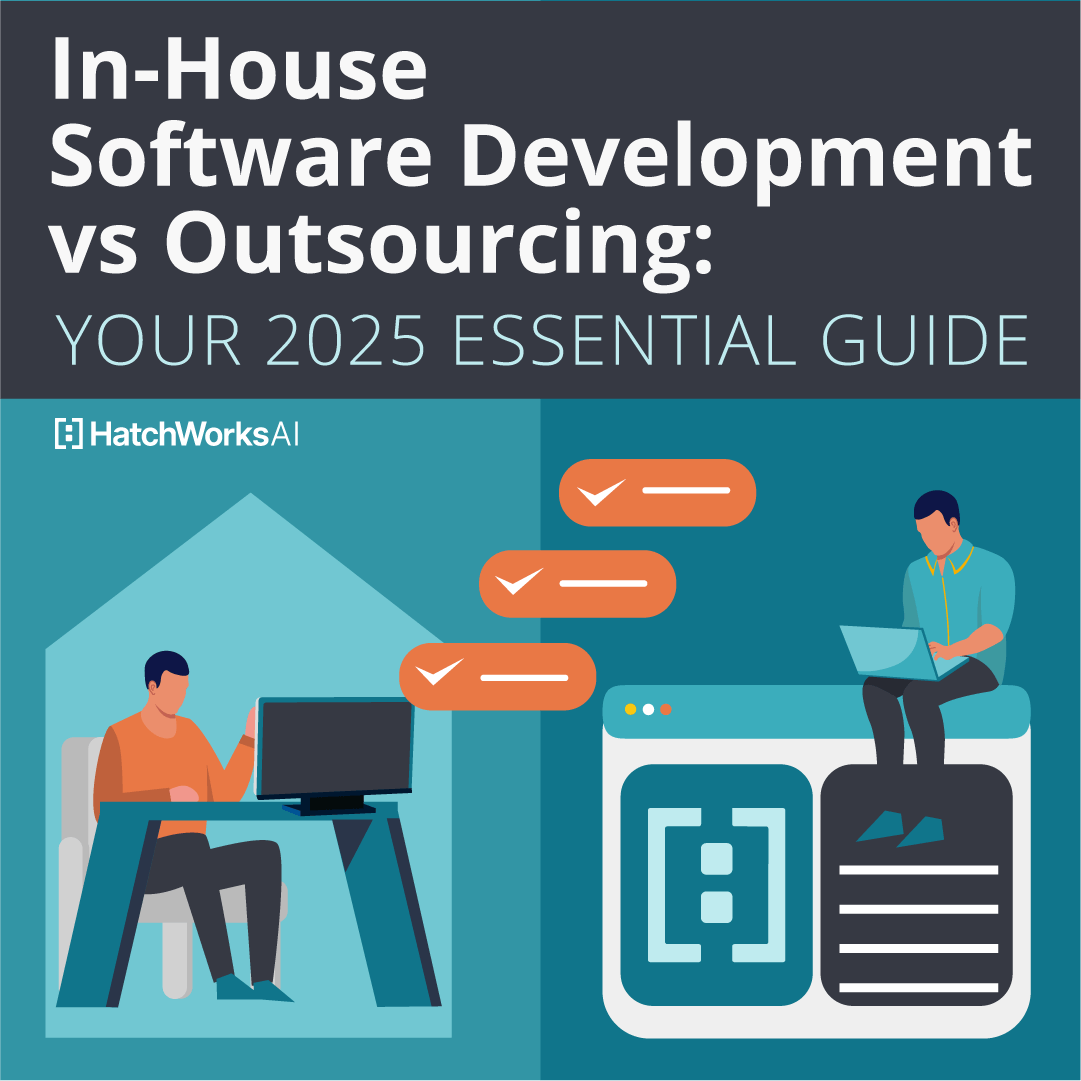 In-House
Software Development
vs Outsourcing:
YOUR 2025 ESSENTIAL GUIDE
HatchWorksAI